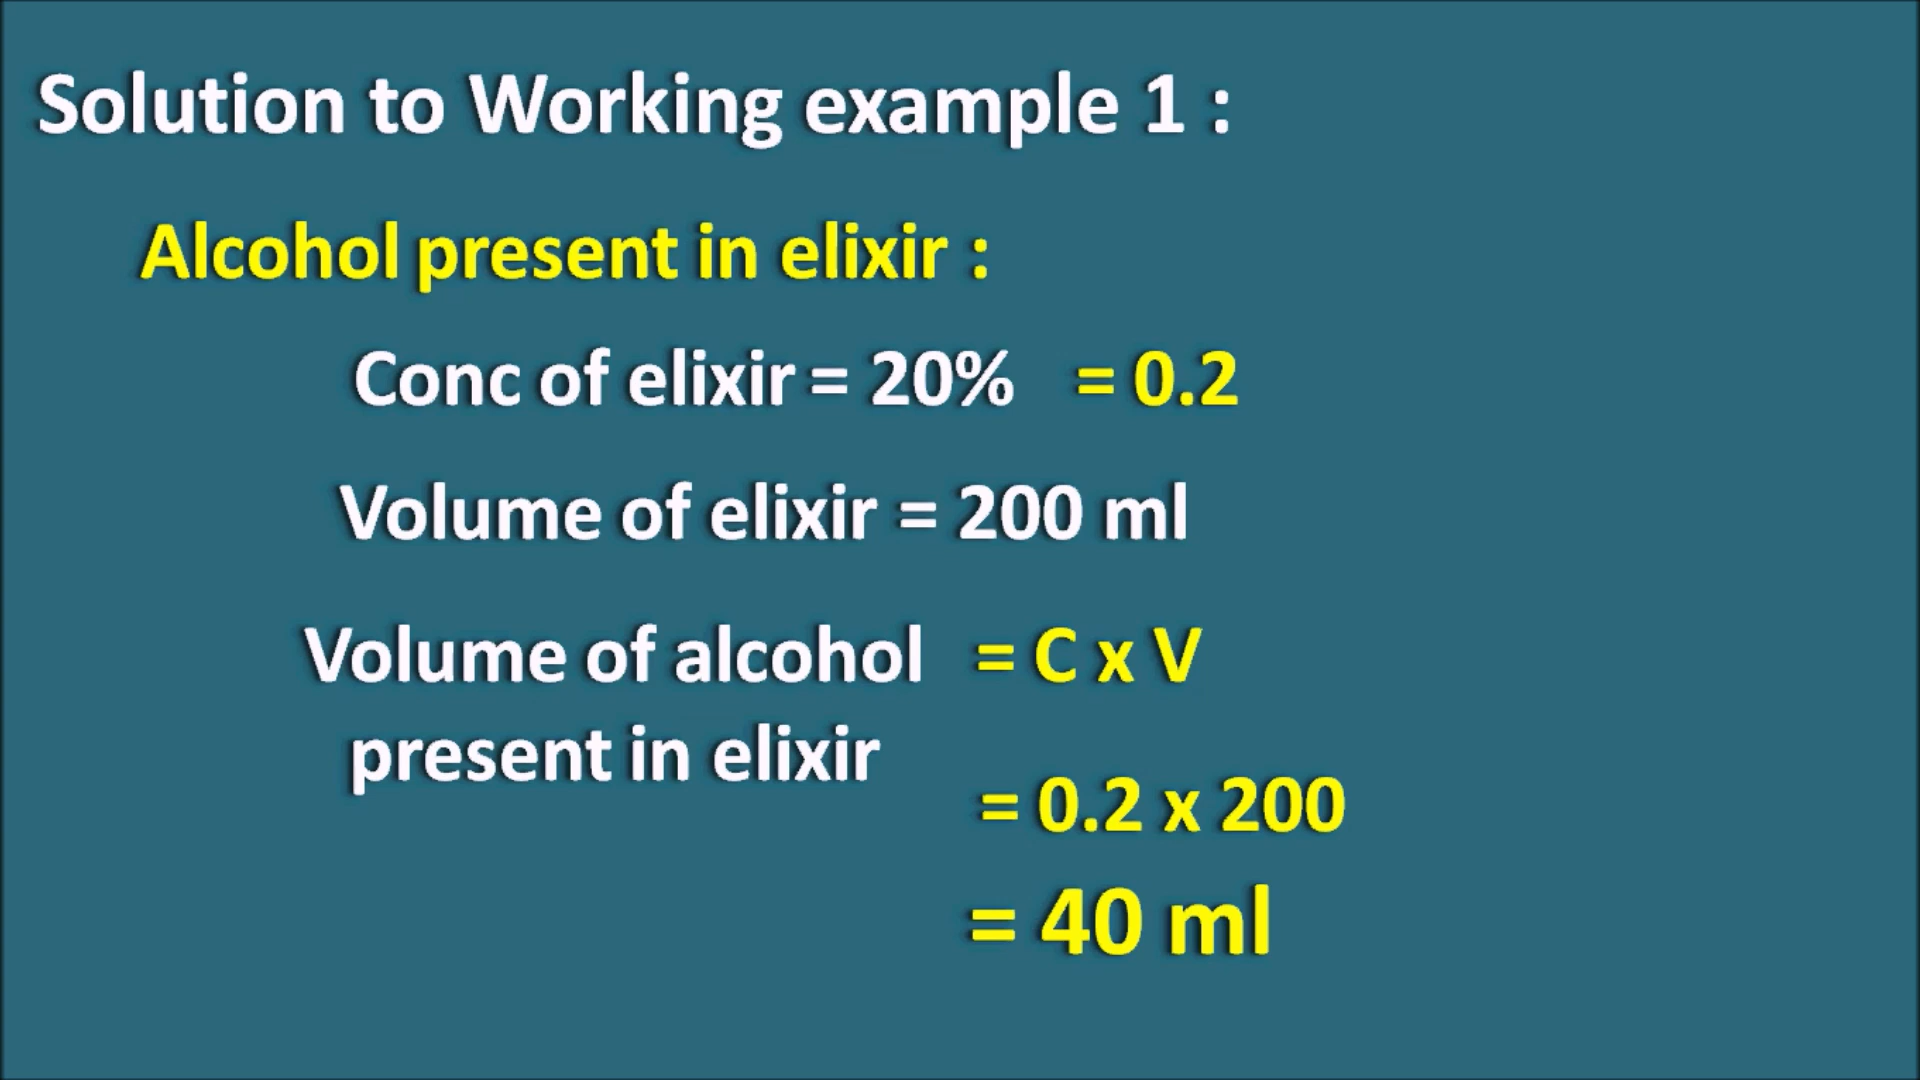 Solution to Working example 1 :
Alcohol present in elixir :
Conc of elixir = 20% = 0.2
Volume of elixir = 200 ml
Volume of alcohol = C x V
present in elixir
= 0.2 x 200
= 40 ml